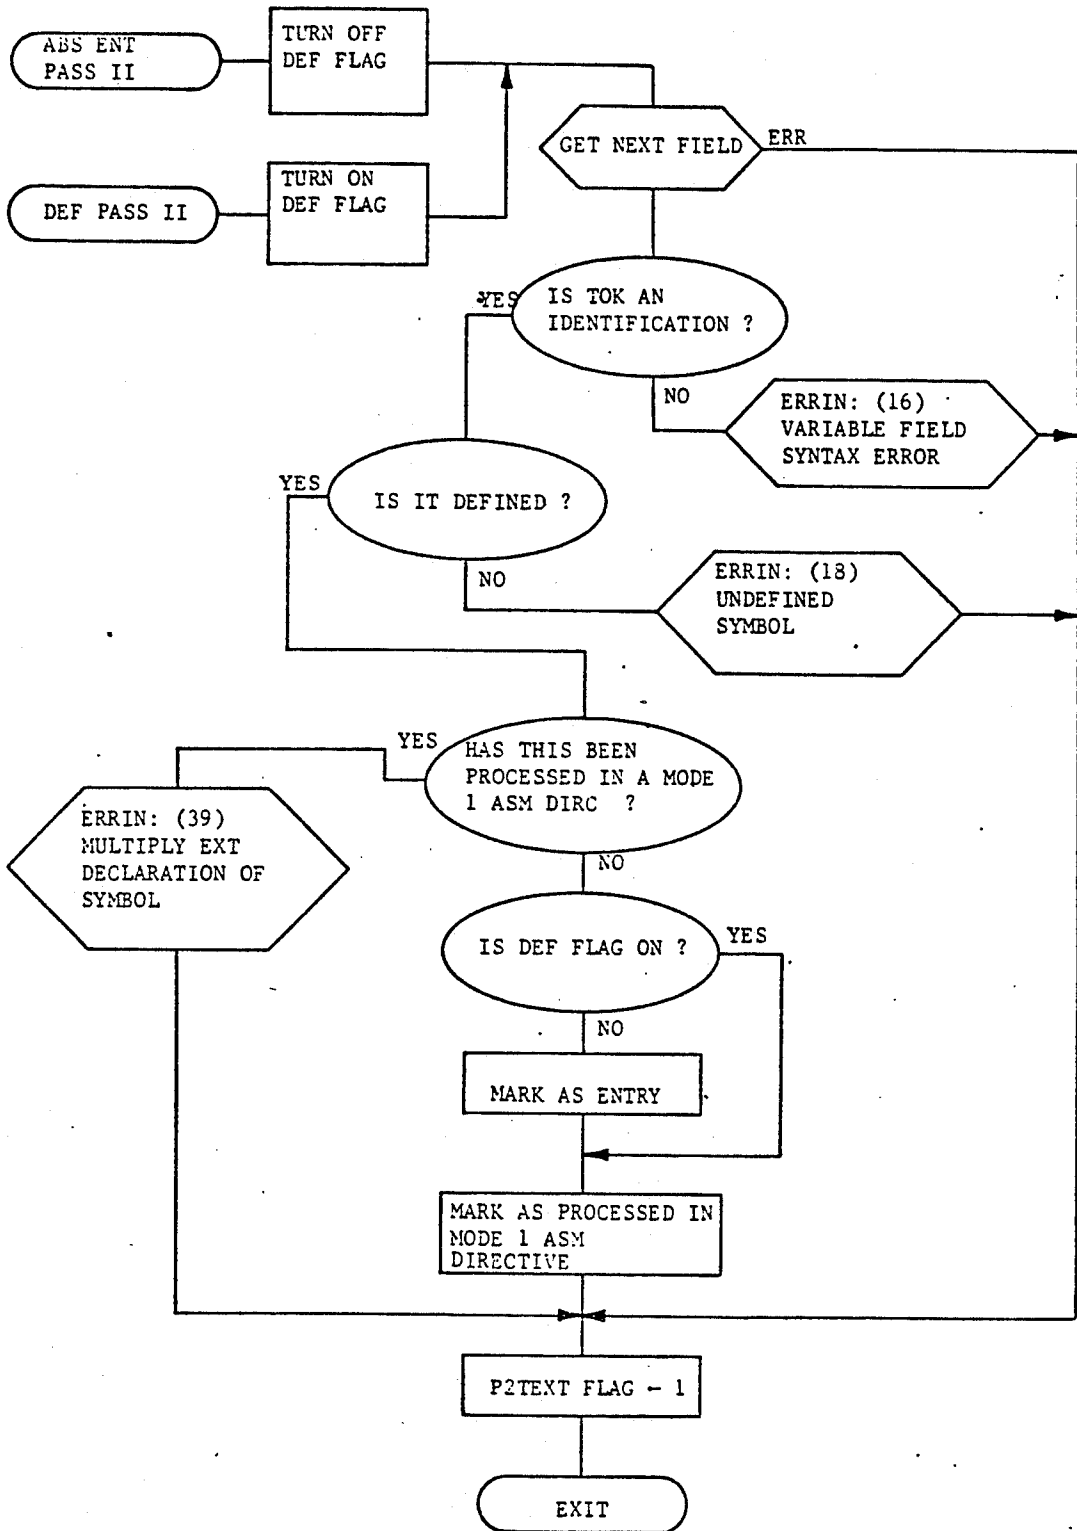 ABS ENT
PASS II
TURN OFF
DEF FLAG
GET NEXT FIELD
ERR
DEF PASS II
TURN ON
DEF FLAG
YES
IS TOK AN
IDENTIFICATION ?
NO
ERRIN: (16)
VARIABLE FIELD
SYNTAX ERROR
YES
IS IT DEFINED ?
NO
ERRIN: (18)
UNDEFINED
SYMBOL
YES
HAS THIS BEEN
PROCESSED IN A MODE
1 ASM DIRC ?
NO
ERRIN: (39)
MULTIPLY EXT
DECLARATION OF
SYMBOL
IS DEF FLAG ON ?
YES
NO
MARK AS ENTRY
MARK AS PROCESSED IN
MODE 1 ASM
DIRECTIVE
P2TEXT FLAG ← 1
EXIT